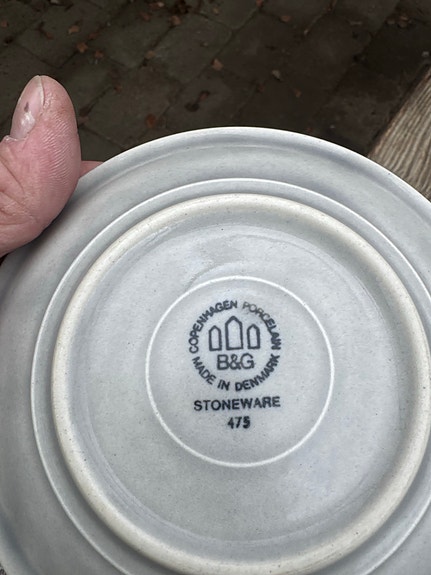 COPENHAGEN PORCELAIN
B&G
MADE IN DENMARK
STONEWARE
475